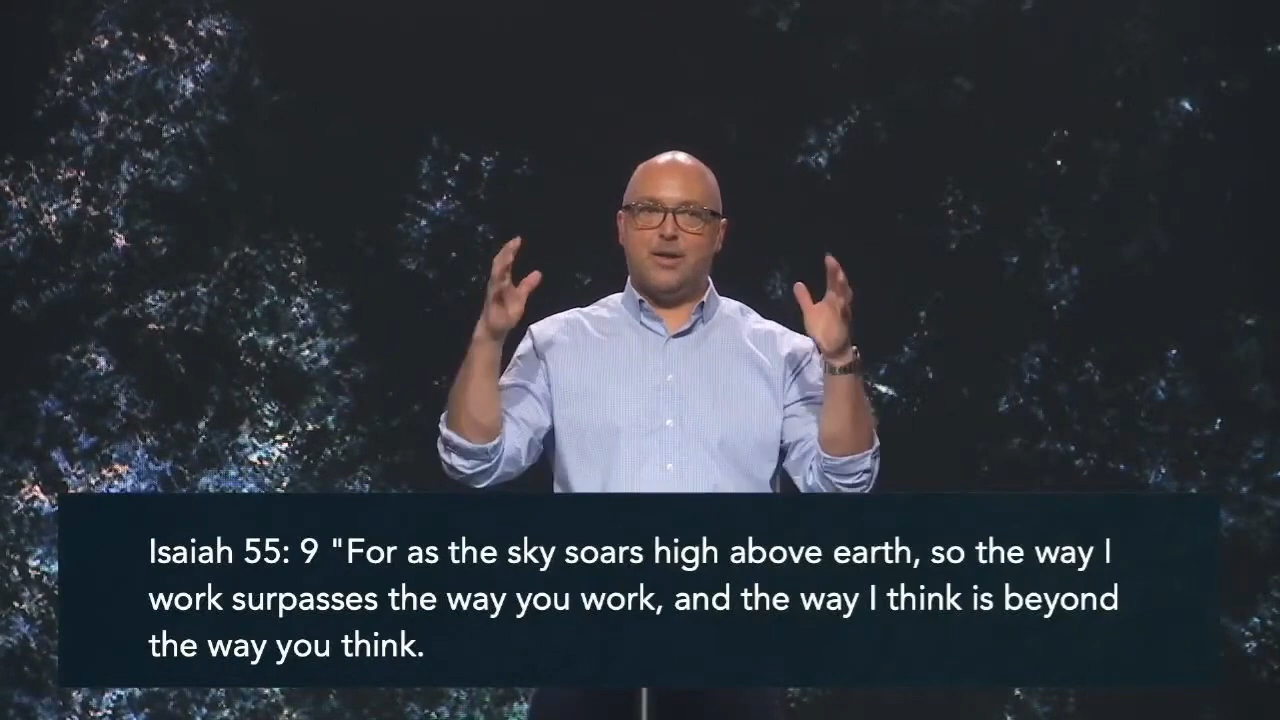 Isaiah 55: 9 "For as the sky soars high above earth, so the way I
work surpasses the way you work, and the way I think is beyond
the way you think.